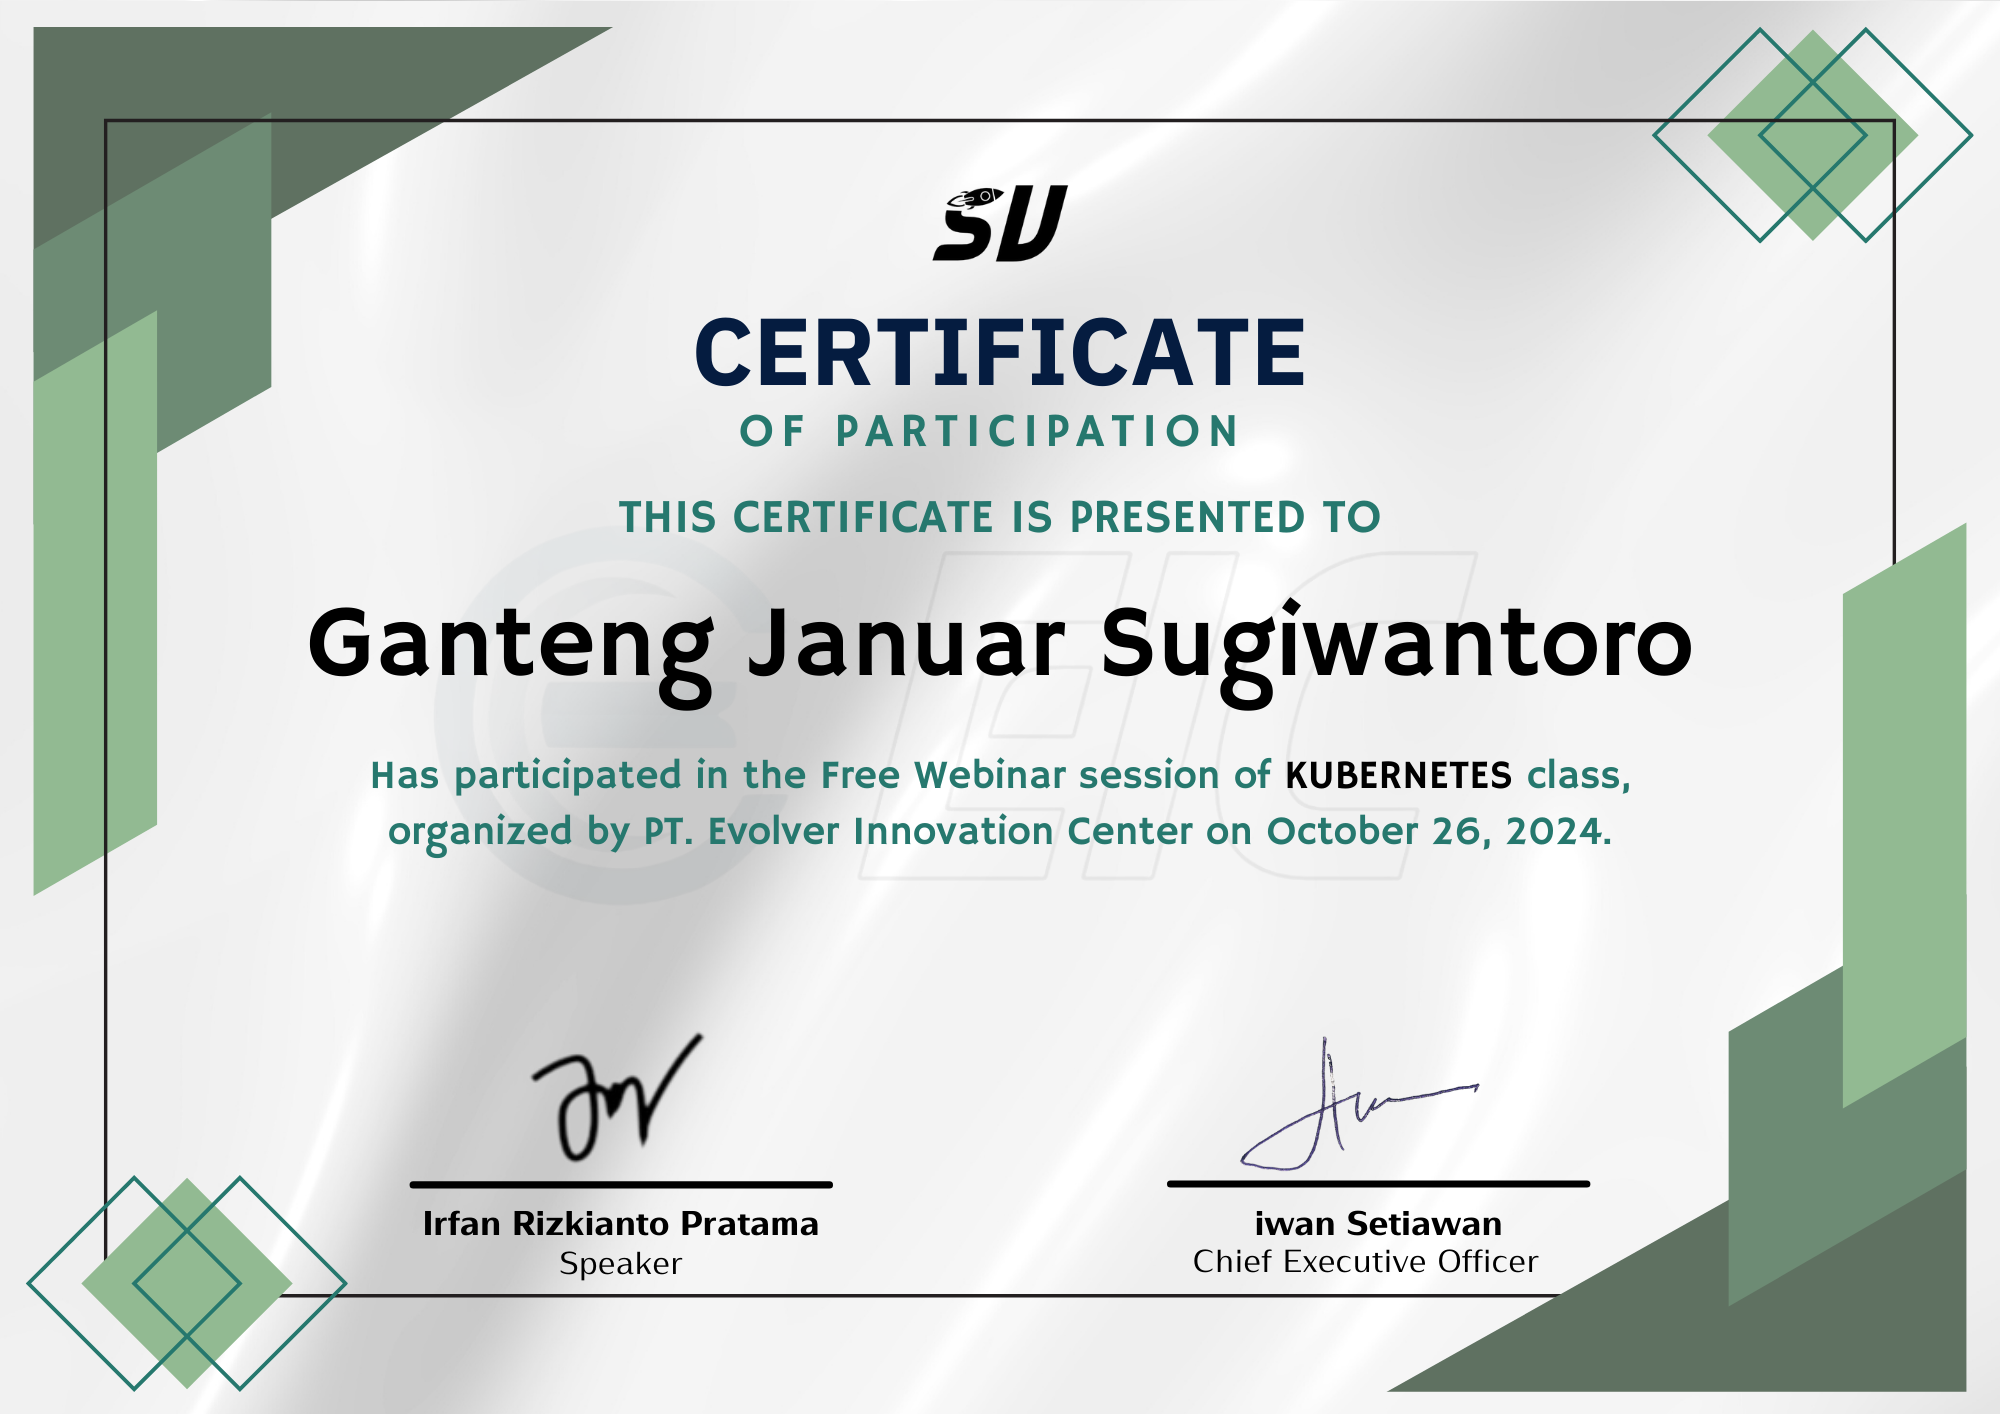 SU
CERTIFICATE
OF PARTICIPATION
THIS CERTIFICATE IS PRESENTED TO
EIC
Ganteng Januar Sugiwantoro
Has participated in the Free Webinar session of KUBERNETES class,
organized by PT. Evolver Innovation Center on October 26, 2024.
Irfan Rizkianto Pratama
Speaker
iwan Setiawan
Chief Executive Officer